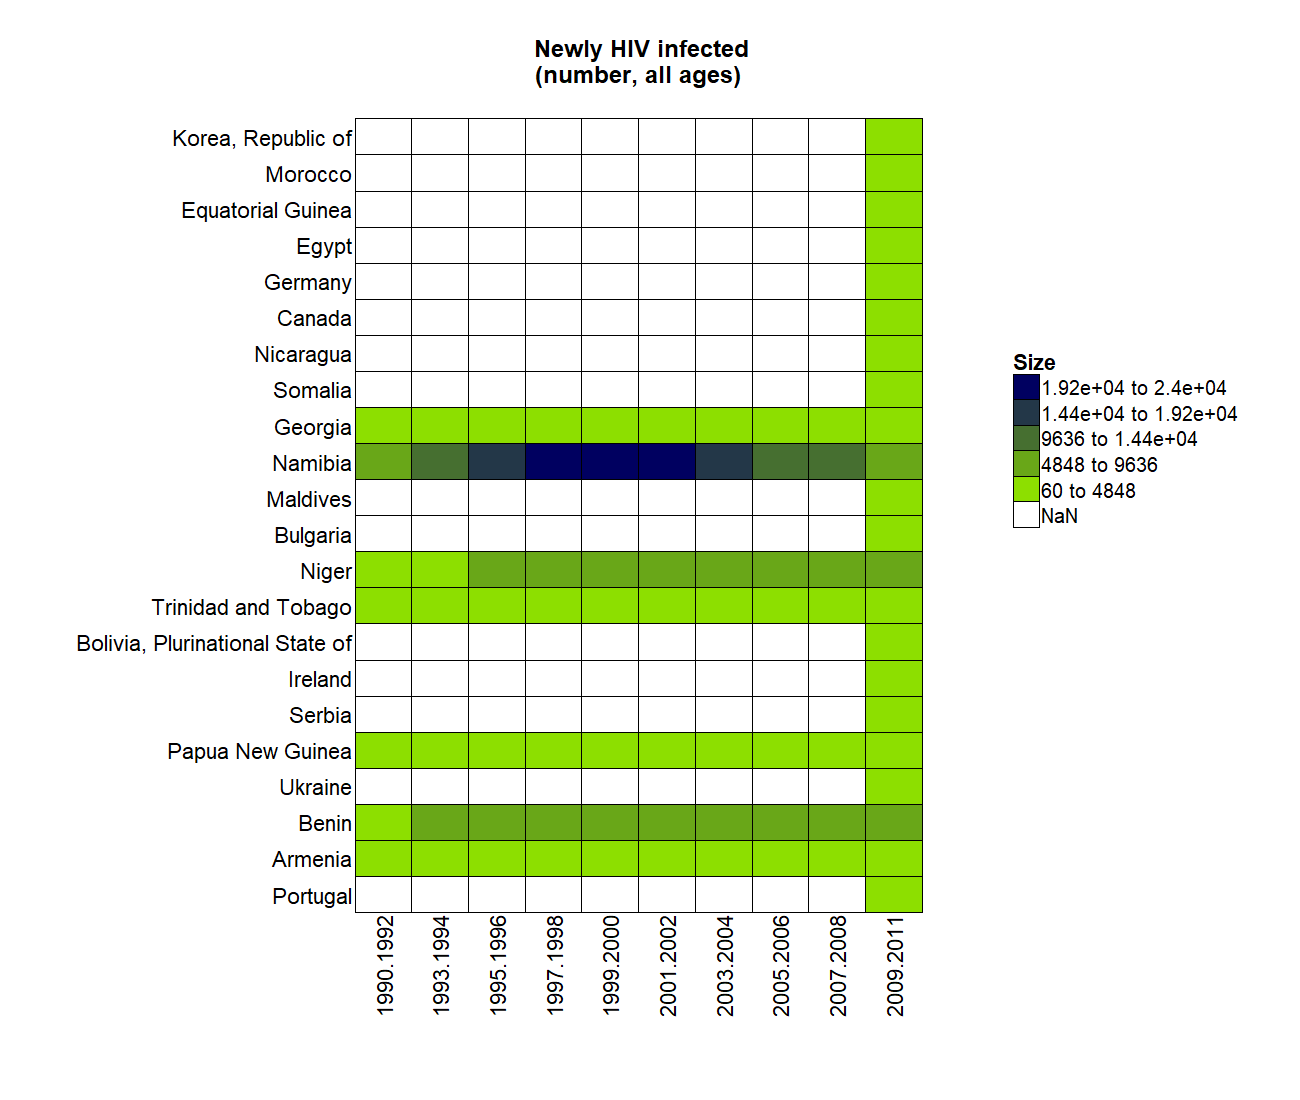 Newly HIV infected
(number, all ages)
Korea, Republic of
Morocco
Equatorial Guinea
Egypt
Germany
Canada
Nicaragua
Somalia
Georgia
Namibia
Maldives
Bulgaria
Niger
Trinidad and Tobago
Bolivia, Plurinational State of
Ireland
Serbia
Papua New Guinea
Ukraine
Benin
Armenia
Portugal
1990.1992
1993.1994
1995.1996
1997.1998
1999.2000
2001.2002
2003.2004
2005.2006
2007.2008
2009.2011
Size
1.92e+04 to 2.4e+04
1.44e+04 to 1.92e+04
9636 to 1.44e+04
4848 to 9636
60 to 4848
NaN